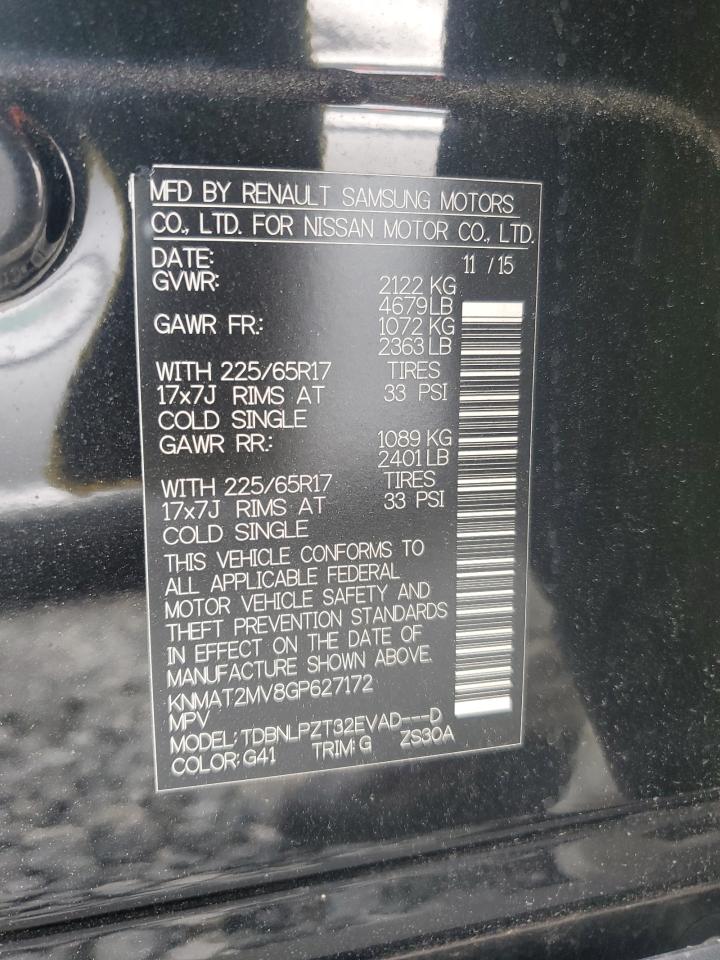 MFD BY RENAULT SAMSUNG MOTORS
CO., LTD. FOR NISSAN MOTOR CO., LTD.
DATE: 11 / 15
GVWR: 2122 KG
4679 LB
GAWR FR.: 1072 KG
2363 LB
WITH 225/65R17 TIRES
17x7J RIMS AT 33 PSI
COLD SINGLE
GAWR RR.: 1089 KG
2401 LB
WITH 225/65R17 TIRES
17x7J RIMS AT 33 PSI
COLD SINGLE
THIS VEHICLE CONFORMS TO
ALL APPLICABLE FEDERAL
MOTOR VEHICLE SAFETY AND
THEFT PREVENTION STANDARDS
IN EFFECT ON THE DATE OF
MANUFACTURE SHOWN ABOVE.
KNMAT2MV8GP627172
MPV
MODEL: TDBNLPZT32EVAD---D
COLOR: G41 TRIM: G ZS30A